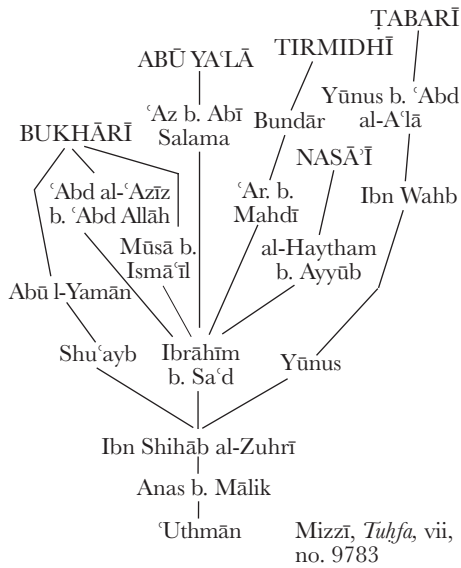 ṬABARĪ
TIRMIDHĪ
ABŪ YAʿLĀ
Yūnus b. ʿAbd
al-Aʿlā
ʿAz b. Abī
Salama
Bundār
BUKHĀRĪ
NASĀʾĪ
ʿAbd al-ʿAzīz
b. ʿAbd Allāh
ʿAr. b.
Mahdī
Ibn Wahb
Mūsā b.
Ismāʿīl
al-Haytham
b. Ayyūb
Abū l-Yamān
Shuʿayb
Ibrāhīm
b. Saʿd
Yūnus
Ibn Shihāb al-Zuhrī
Anas b. Mālik
ʿUthmān
Mizzī, Tuḥfa, vii,
no. 9783